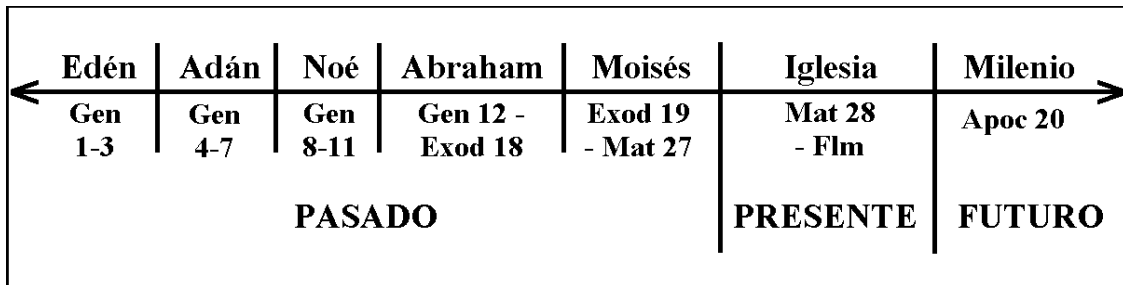 Edén Adán Noé Abraham Moisés Iglesia Milenio
Gen Gen Gen Gen 12 - Exod 19 Mat 28 Apoc 20
1-3 4-7 8-11 Exod 18 - Mat 27 - Flm
PASADO PRESENTE FUTURO